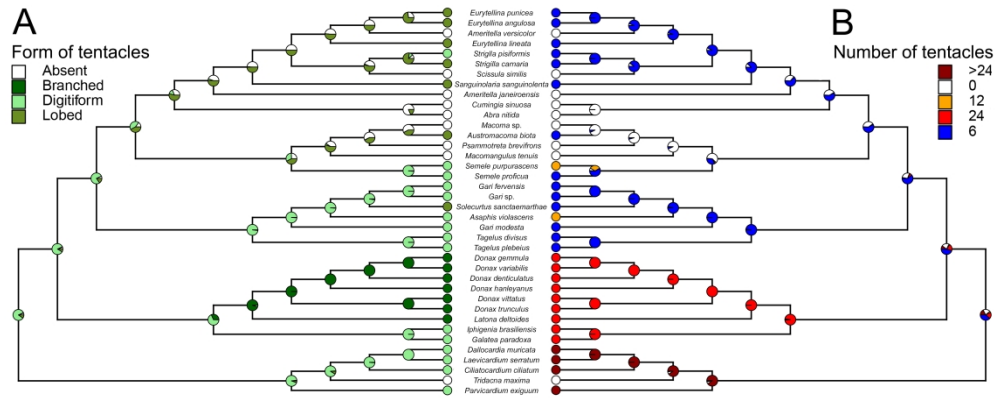 A
Form of tentacles
Absent
Branched
Digitiform
Lobed
Eurytellina punicea
Eurytellina angulosa
Ameritella versicolor
Eurytellina lineata
Strigilla pisiformis
Strigilla carnaria
Scissula similis
Sanguinolaria sanguinolenta
Ameritella janeiroensis
Cumingia sinuosa
Abra nitida
Macoma sp.
Austromacoma biota
Psammotreta brevifrons
Macomangulus tenuis
Semele purpurascens
Semele proficua
Gari fervensis
Gari sp.
Solecurtus sanctaemarthae
Asaphis violascens
Gari modesta
Tagelus divisus
Tagelus plebeius
Donax gemmula
Donax variabilis
Donax denticulatus
Donax hanleyanus
Donax vittatus
Donax trunculus
Latona deltoides
Iphigenia brasiliensis
Galatea paradoxa
Dallocardia muricata
Laevicardium serratum
Ciliatocardium ciliatum
Tridacna maxima
Parvicardium exiguum
B
Number of tentacles
>24
0
12
24
6